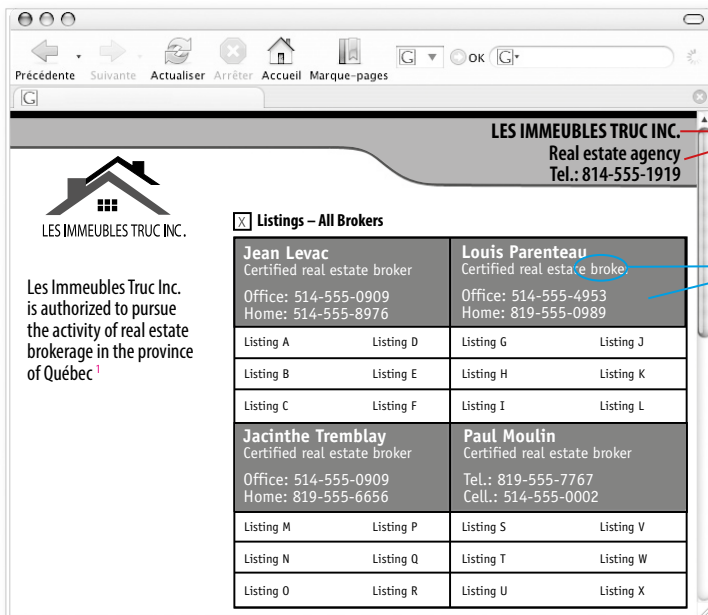 Précédente Suivante Actualiser Arrêter Accueil Marque-pages
G OK G
G
LES IMMEUBLES TRUC INC.
Real estate agency
Tel.: 814-555-1919
LES IMMEUBLES TRUC INC.
Les Immeubles Truc Inc.
is authorized to pursue
the activity of real estate
brokerage in the province
of Québec 1
X Listings – All Brokers
Jean Levac
Certified real estate broker
Office: 514-555-0909
Home: 514-555-8976
Louis Parenteau
Certified real estate broker
Office: 514-555-4953
Home: 819-555-0989
Listing A Listing D Listing G Listing J
Listing B Listing E Listing H Listing K
Listing C Listing F Listing I Listing L
Jacinthe Tremblay
Certified real estate broker
Office: 514-555-0909
Home: 819-555-6656
Paul Moulin
Certified real estate broker
Tel.: 819-555-7767
Cell.: 514-555-0002
Listing M Listing P Listing S Listing V
Listing N Listing Q Listing T Listing W
Listing O Listing R Listing U Listing X